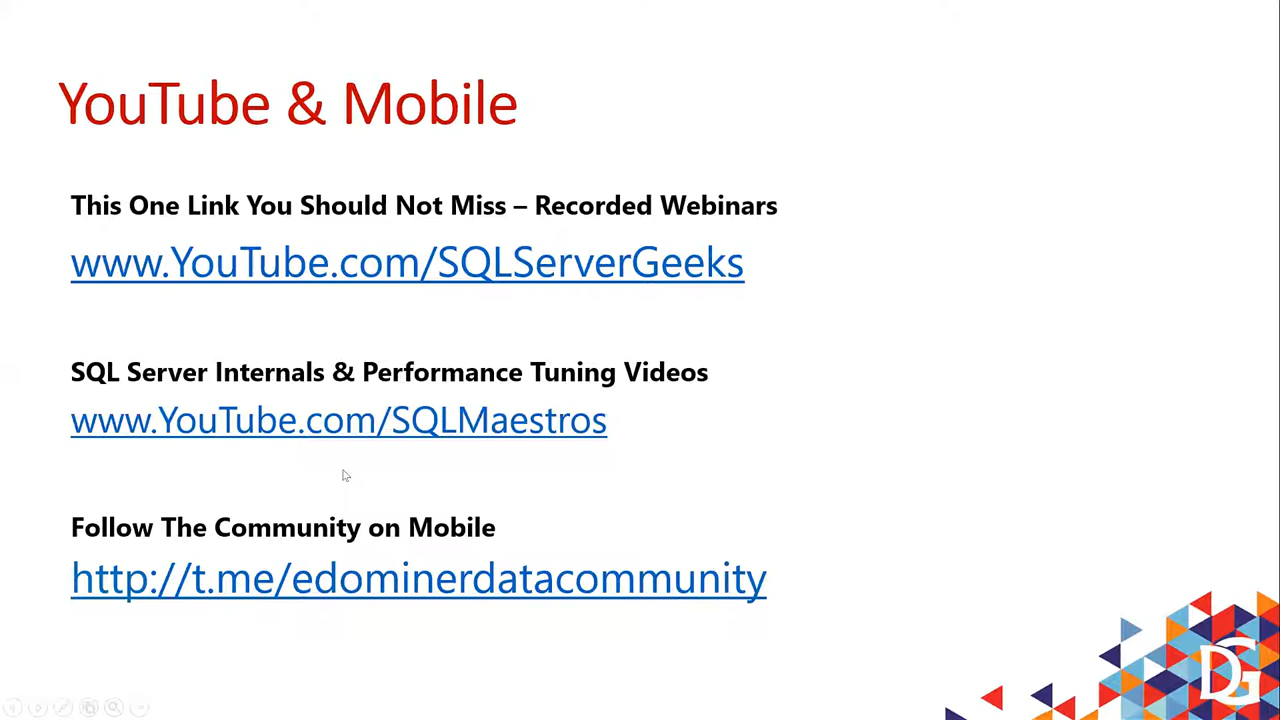 YouTube & Mobile
This One Link You Should Not Miss – Recorded Webinars
www.YouTube.com/SQLServerGeeks
SQL Server Internals & Performance Tuning Videos
www.YouTube.com/SQLMaestros
Follow The Community on Mobile
http://t.me/edominerdatacommunity
DG